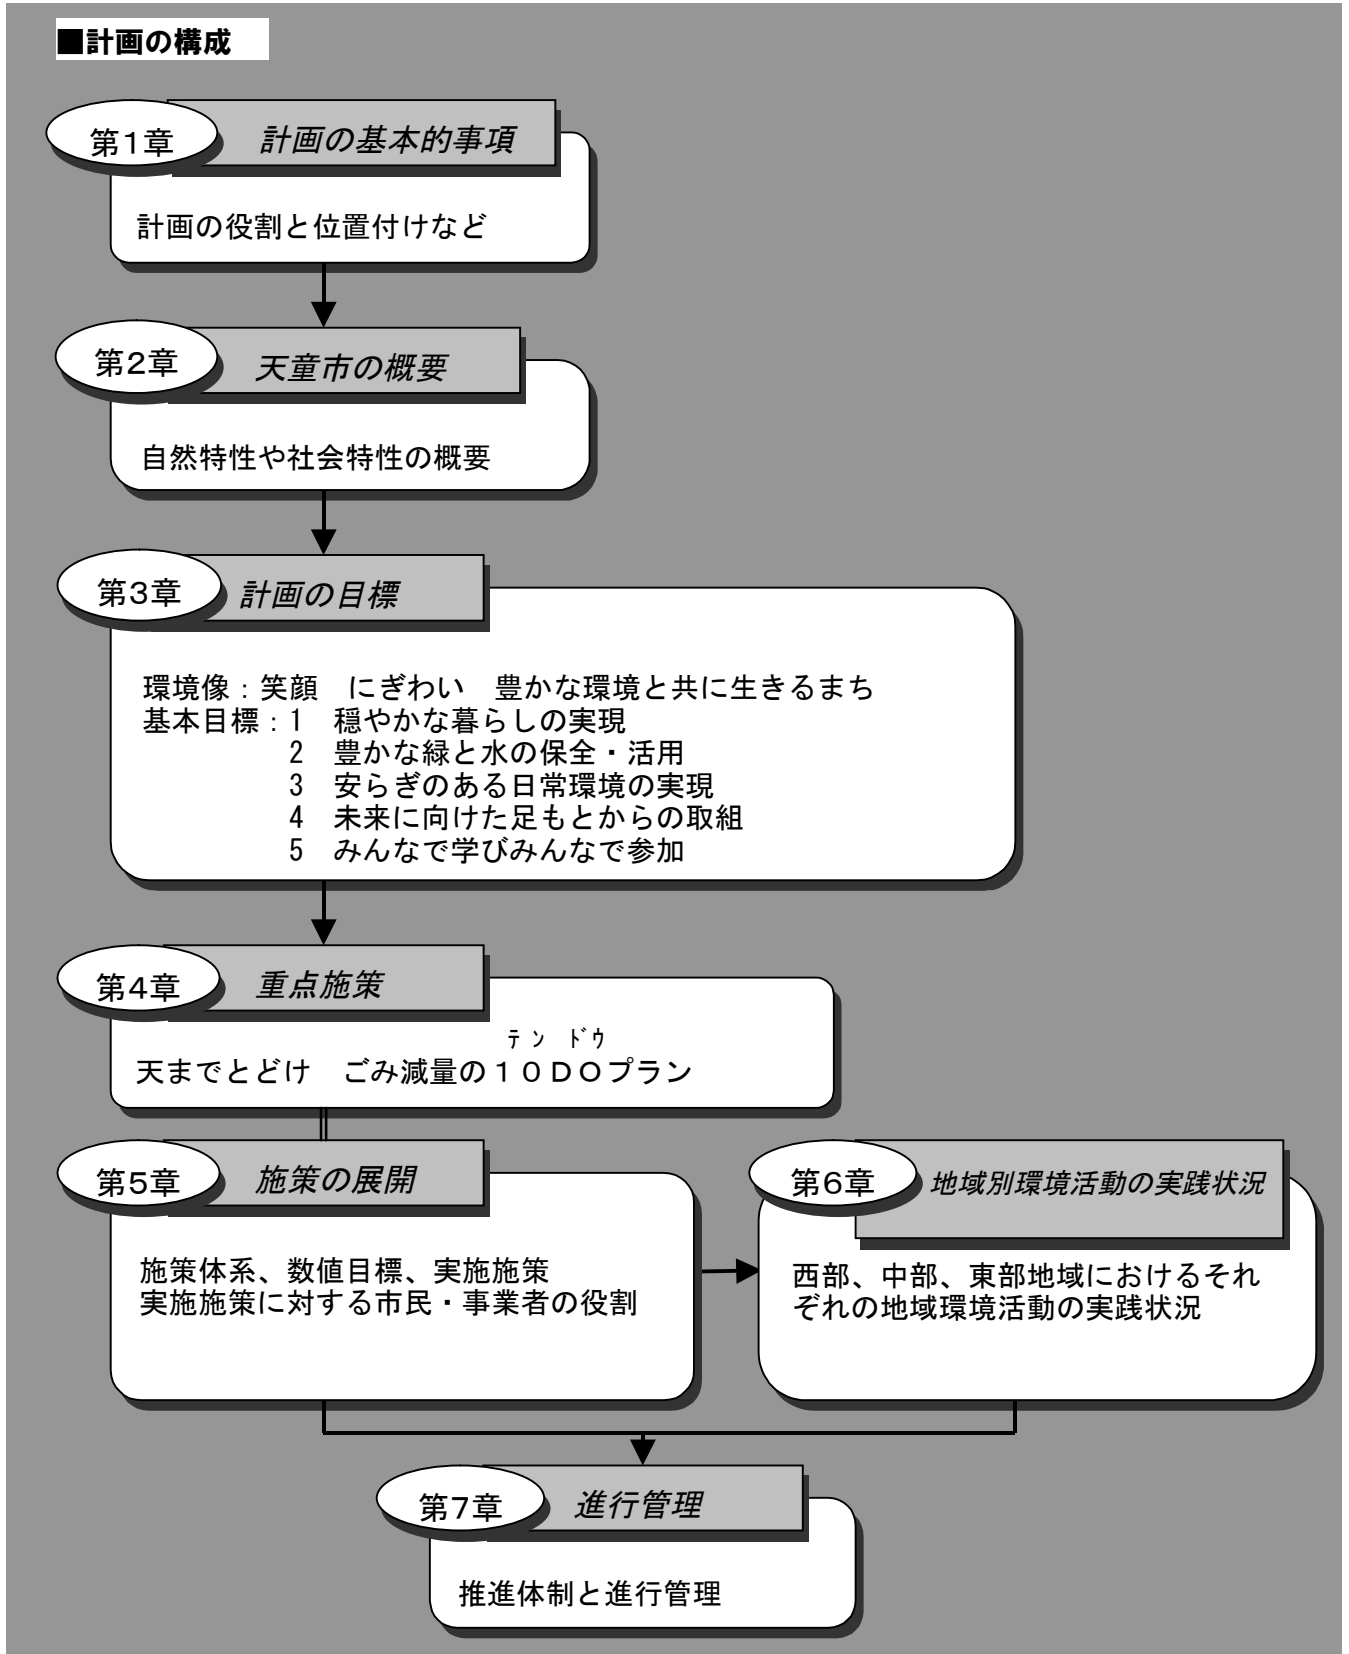 ■計画の構成
第1章 計画の基本的事項
計画の役割と位置付けなど
第2章 天童市の概要
自然特性や社会特性の概要
第3章 計画の目標
環境像：笑顔　にぎわい　豊かな環境と共に生きるまち
基本目標：1　穏やかな暮らしの実現
2　豊かな緑と水の保全・活用
3　安らぎのある日常環境の実現
4　未来に向けた足もとからの取組
5　みんなで学びみんなで参加
第4章 重点施策
ﾃﾝ ﾄﾞｳ
天までとどけ　ごみ減量の１０ＤＯプラン
第5章 施策の展開
施策体系、数値目標、実施施策
実施施策に対する市民・事業者の役割
第6章 地域別環境活動の実践状況
西部、中部、東部地域におけるそれ
ぞれの地域環境活動の実践状況
第7章 進行管理
推進体制と進行管理